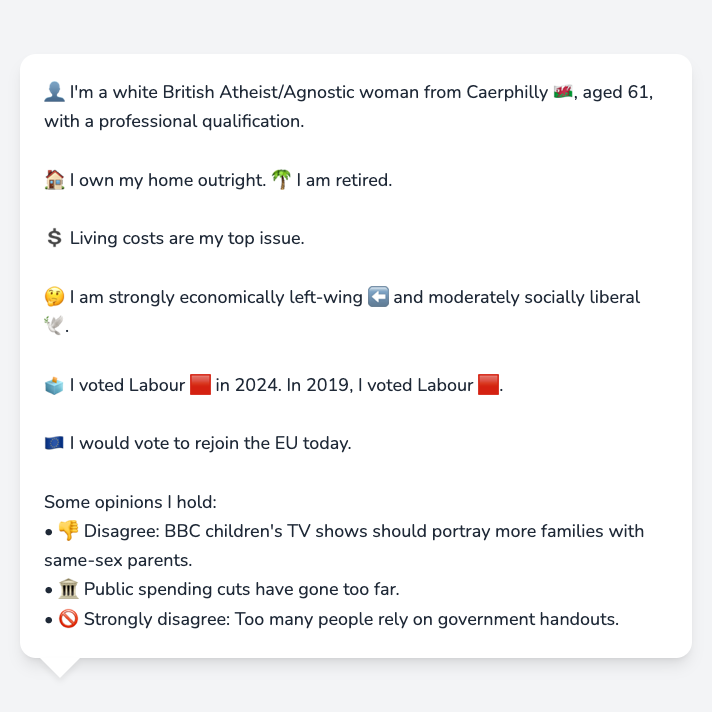 👤 I'm a white British Atheist/Agnostic woman from Caerphilly 🏴󠁧󠁢󠁷󠁬󠁳󠁿, aged 61,
with a professional qualification.
🏠 I own my home outright. 🌴 I am retired.
💲 Living costs are my top issue.
🤔 I am strongly economically left-wing ⬅️ and moderately socially liberal
🕊️.
🗳️ I voted Labour 🟥 in 2024. In 2019, I voted Labour 🟥.
🇪🇺 I would vote to rejoin the EU today.
Some opinions I hold:
• 👎 Disagree: BBC children's TV shows should portray more families with
same-sex parents.
• 🏛️ Public spending cuts have gone too far.
• 🚫 Strongly disagree: Too many people rely on government handouts.